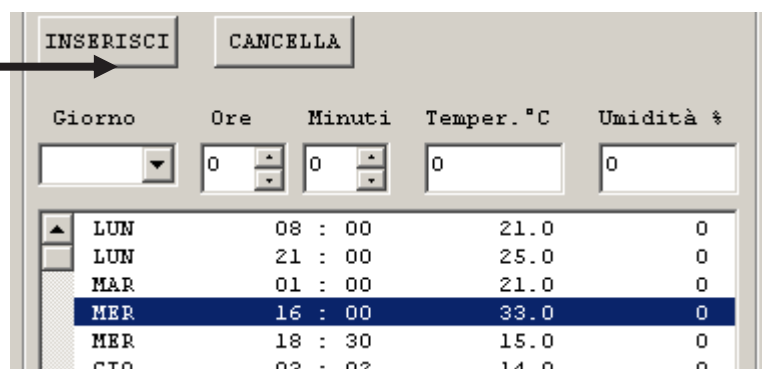 INSERISCI CANCELLA
Giorno Ore Minuti Temper.°C Umidità %
0 0 0 0
LUN 08 : 00 21.0 0
LUN 21 : 00 25.0 0
MAR 01 : 00 21.0 0
MER 16 : 00 33.0 0
MER 18 : 30 15.0 0